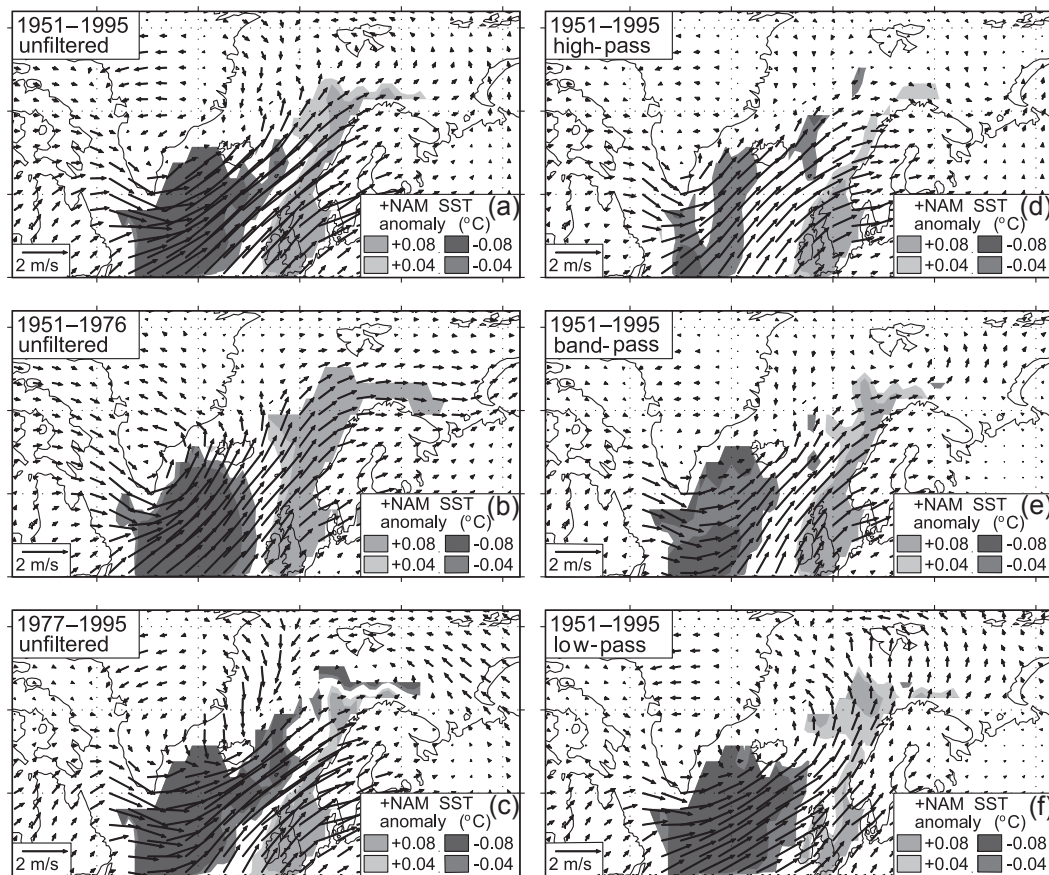 1951–1995
unfiltered
+NAM SST
anomaly (°C)
+0.08 -0.08
+0.04 -0.04
2 m/s
(a)
1951–1995
high-pass
+NAM SST
anomaly (°C)
+0.08 -0.08
+0.04 -0.04
2 m/s
(d)
1951–1976
unfiltered
+NAM SST
anomaly (°C)
+0.08 -0.08
+0.04 -0.04
2 m/s
(b)
1951–1995
band-pass
+NAM SST
anomaly (°C)
+0.08 -0.08
+0.04 -0.04
2 m/s
(e)
1977–1995
unfiltered
+NAM SST
anomaly (°C)
+0.08 -0.08
+0.04 -0.04
2 m/s
(c)
1951–1995
low-pass
+NAM SST
anomaly (°C)
+0.08 -0.08
+0.04 -0.04
2 m/s
(f)